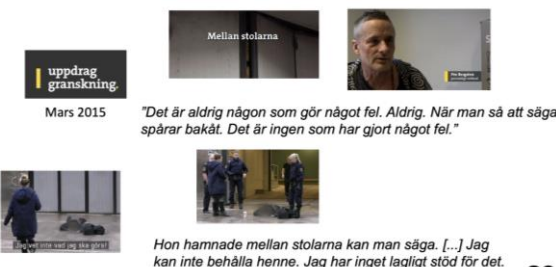 Mellan stolarna
uppdrag
granskning.
Mars 2015
”Det är aldrig någon som gör något fel. Aldrig. När man så att säga
spårar bakåt. Det är ingen som har gjort något fel.”
Jag vet inte vad jag ska göra!
Hon hamnade mellan stolarna kan man säga. [...] Jag
kan inte behålla henne. Jag har inget lagligt stöd för det.